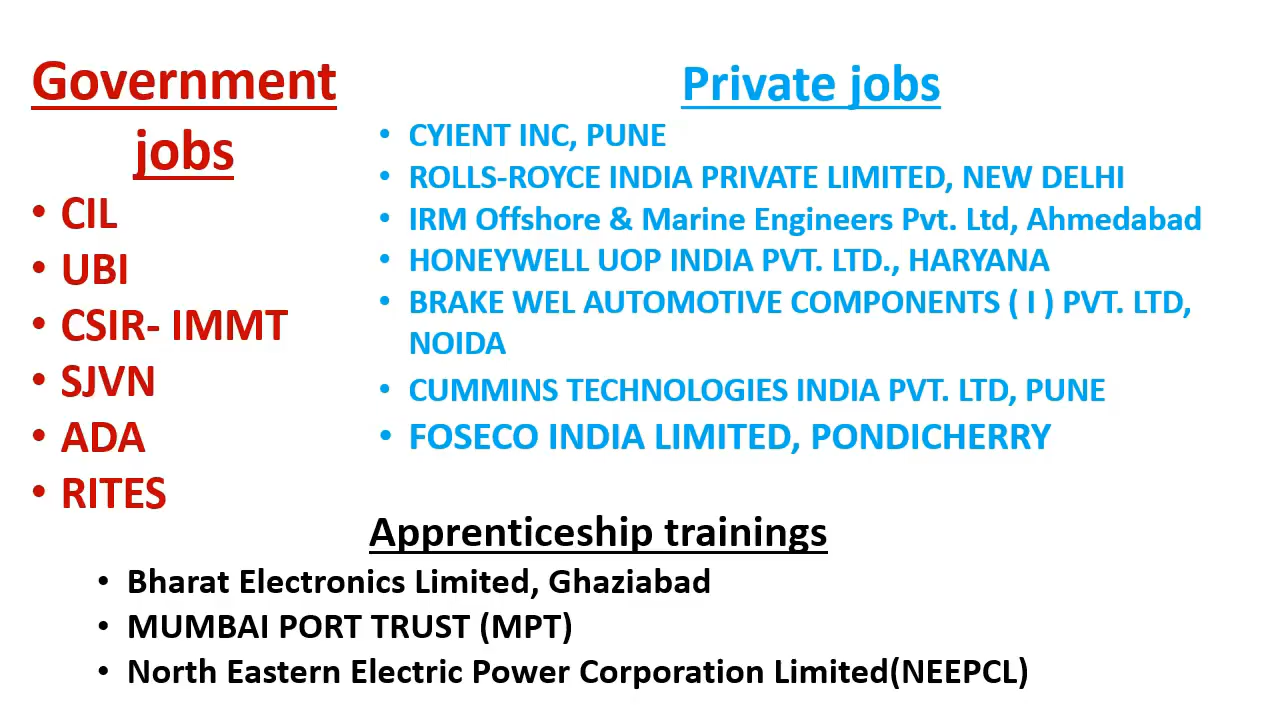 Government
jobs
• CIL
• UBI
• CSIR- IMMT
• SJVN
• ADA
• RITES
Private jobs
• CYIENT INC, PUNE
• ROLLS-ROYCE INDIA PRIVATE LIMITED, NEW DELHI
• IRM Offshore & Marine Engineers Pvt. Ltd, Ahmedabad
• HONEYWELL UOP INDIA PVT. LTD., HARYANA
• BRAKE WEL AUTOMOTIVE COMPONENTS ( I ) PVT. LTD,
NOIDA
• CUMMINS TECHNOLOGIES INDIA PVT. LTD, PUNE
• FOSECO INDIA LIMITED, PONDICHERRY
Apprenticeship trainings
• Bharat Electronics Limited, Ghaziabad
• MUMBAI PORT TRUST (MPT)
• North Eastern Electric Power Corporation Limited(NEEPCL)